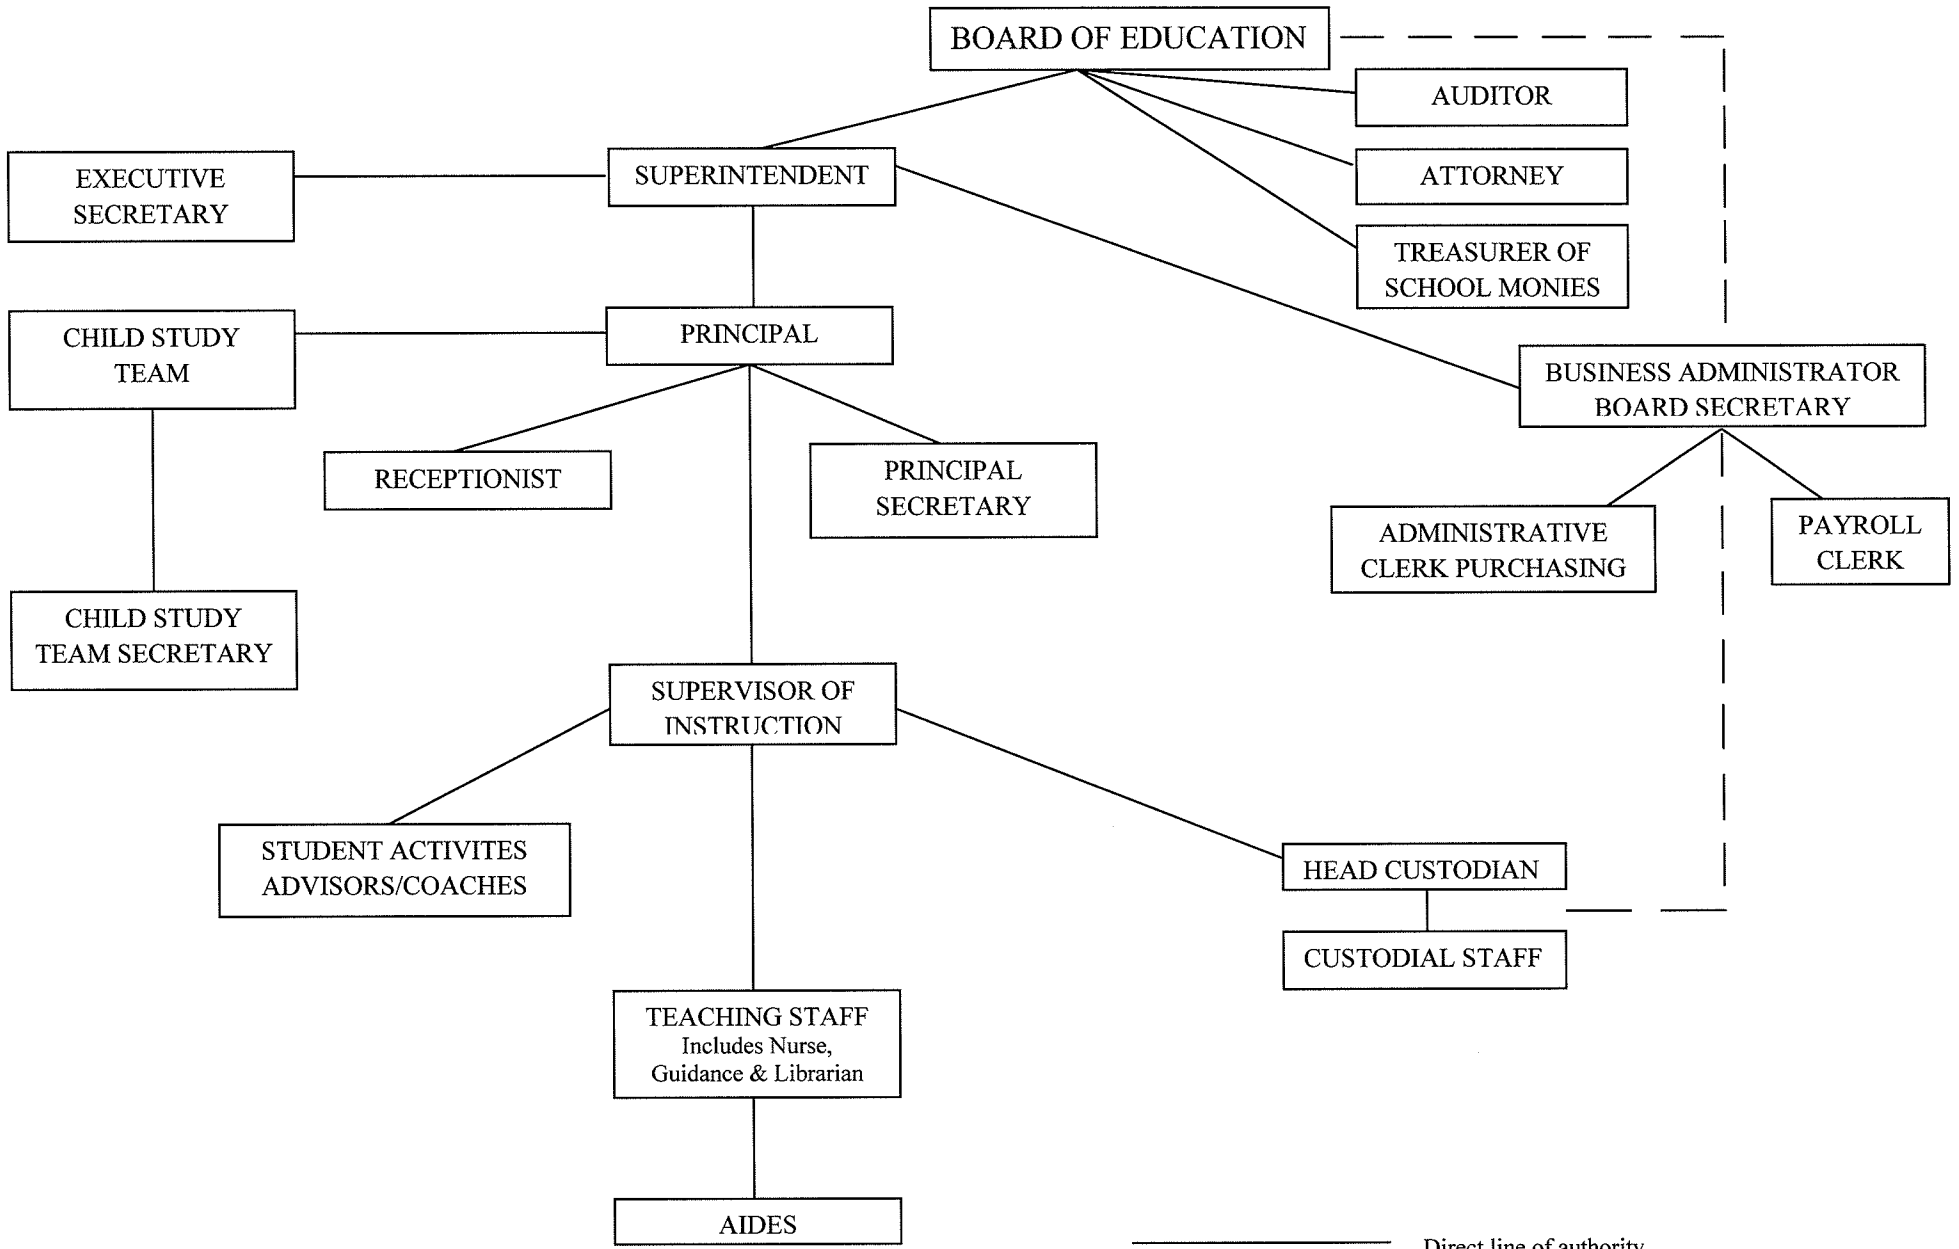 BOARD OF EDUCATION
AUDITOR
EXECUTIVE
SECRETARY
SUPERINTENDENT
ATTORNEY
TREASURER OF
SCHOOL MONIES
CHILD STUDY
TEAM
PRINCIPAL
BUSINESS ADMINISTRATOR
BOARD SECRETARY
RECEPTIONIST
PRINCIPAL
SECRETARY
ADMINISTRATIVE
CLERK PURCHASING
PAYROLL
CLERK
CHILD STUDY
TEAM SECRETARY
SUPERVISOR OF
INSTRUCTION
STUDENT ACTIVITES
ADVISORS/COACHES
HEAD CUSTODIAN
CUSTODIAL STAFF
TEACHING STAFF
Includes Nurse,
Guidance & Librarian
AIDES
Direct line of authority